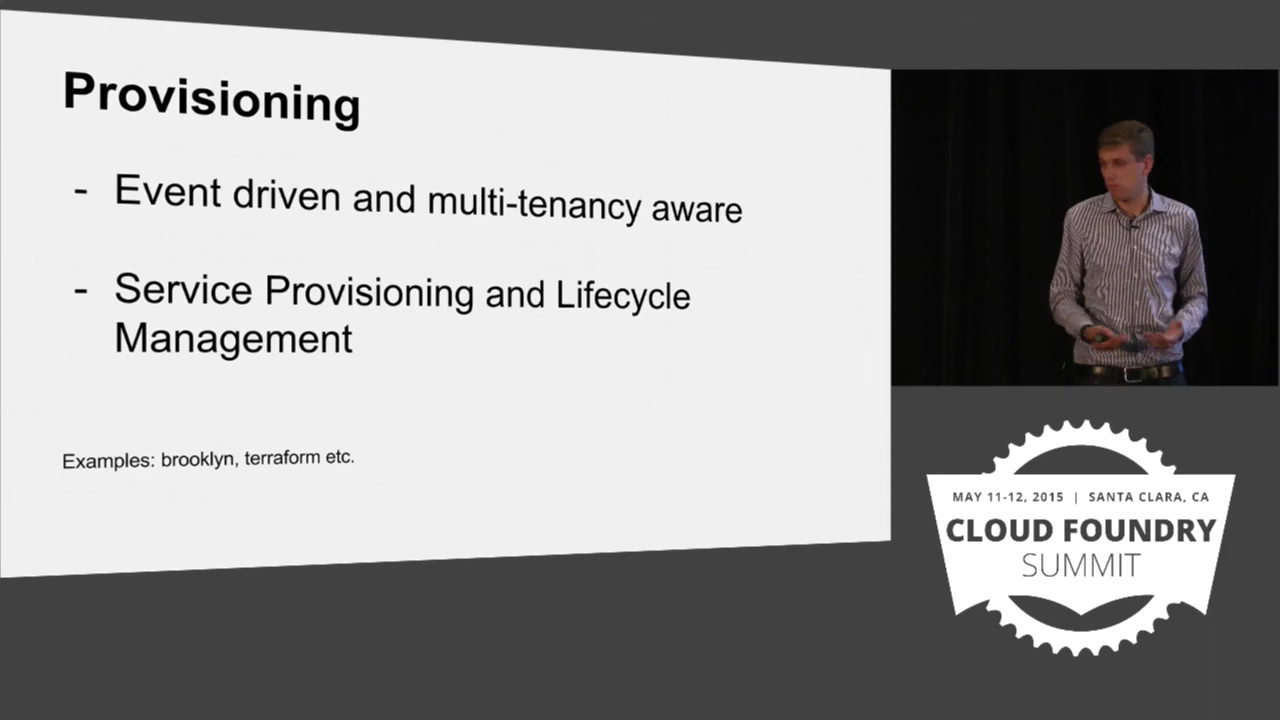 Provisioning
- Event driven and multi-tenancy aware
- Service Provisioning and Lifecycle
Management
Examples: brooklyn, terraform etc.
MAY 11-12, 2015 | SANTA CLARA, CA
CLOUD FOUNDRY
SUMMIT